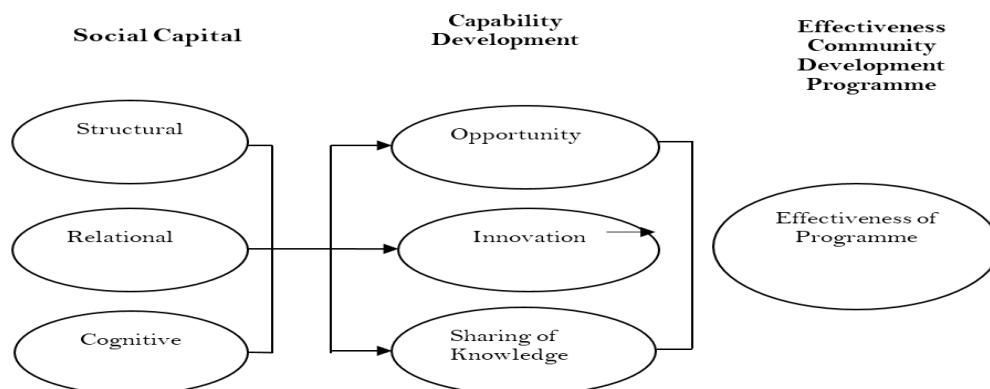 Social Capital
Capability
Development
Effectiveness
Community
Development
Programme
Structural
Opportunity
Relational
Innovation
Effectiveness of
Programme
Cognitive
Sharing of
Knowledge